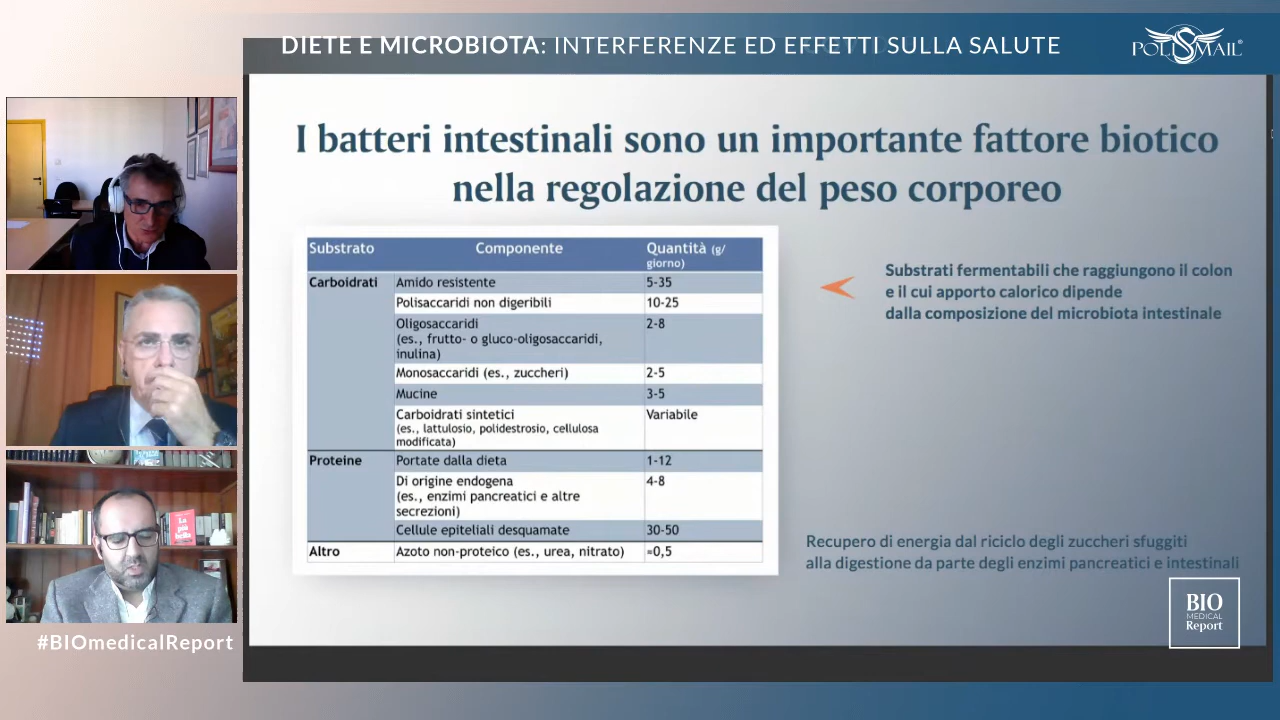 DIETE E MICROBIOTA: INTERFERENZE ED EFFETTI SULLA SALUTE
POLISMAIL®
I batteri intestinali sono un importante fattore biotico
nella regolazione del peso corporeo
Substrato Componente Quantità (g/
giorno)
Carboidrati Amido resistente 5-35
Polisaccaridi non digeribili 10-25
Oligosaccaridi 2-8
(es., frutto- o gluco-oligosaccaridi,
inulina)
Monosaccaridi (es., zuccheri) 2-5
Mucine 3-5
Carboidrati sintetici Variabile
(es., lattulosio, polidestrosio, cellulosa
modificata)
Proteine Portate dalla dieta 1-12
Di origine endogena 4-8
(es., enzimi pancreatici e altre
secrezioni)
Cellule epiteliali desquamate 30-50
Altro Azoto non-proteico (es., urea, nitrato) ≈0,5
Substrati fermentabili che raggiungono il colon
e il cui apporto calorico dipende
dalla composizione del microbiota intestinale
Recupero di energia dal riciclo degli zuccheri sfuggiti
alla digestione da parte degli enzimi pancreatici e intestinali
BIO
MEDICAL
Report
La
più
bella
#BIOmedicalReport